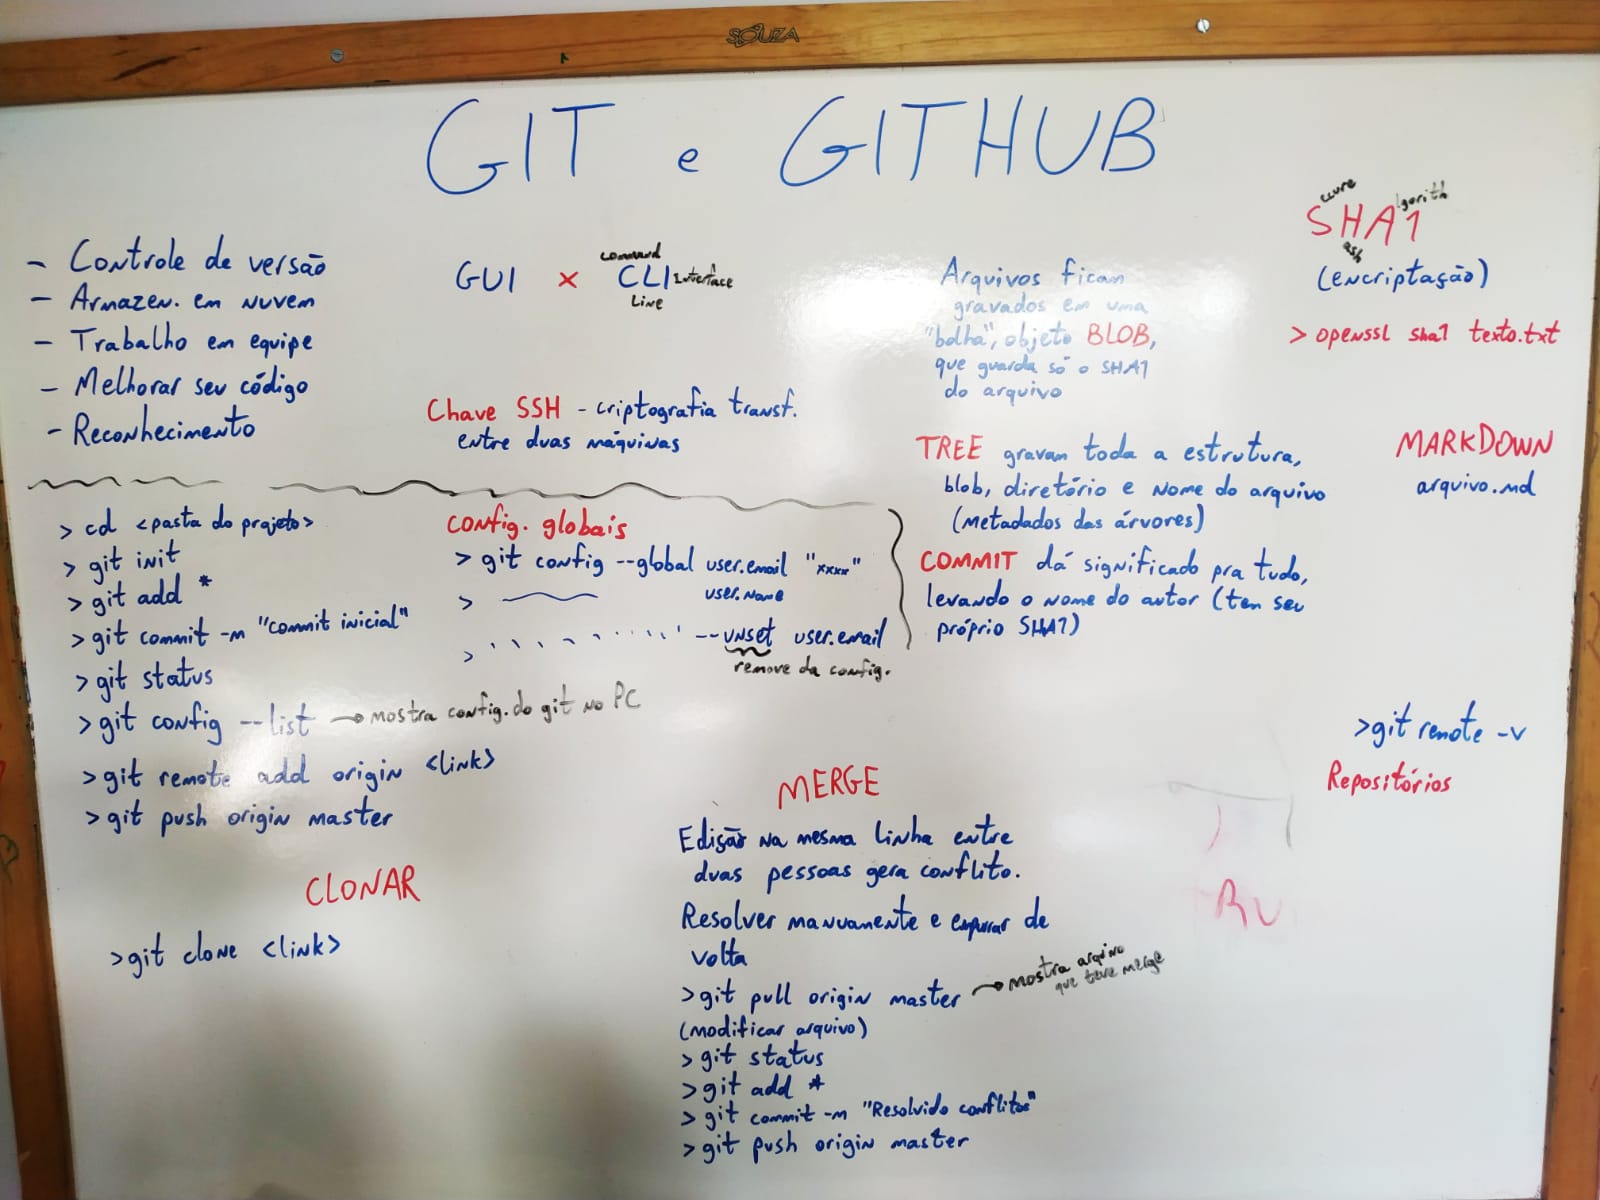 SOUZA
GIT e GITHUB
- Controle de versão
- Armazen. em nuvem
- Trabalho em equipe
- Melhorar seu código
- Reconhecimento
GUI x CLI
command
Line
Interface
Chave SSH - criptografia transf.
entre duas máquinas
Arquivos ficam
gravados em uma
"bolha", objeto BLOB,
que guarda só o SHA1
do arquivo
ecure
lgorith
SHA1
ash
(encriptação)
> openssl sha1 texto.txt
TREE gravam toda a estrutura,
blob, diretório e nome do arquivo
(metadados das árvores)
COMMIT dá significado pra tudo,
levando o nome do autor (tem seu
próprio SHA1)
MARKDOWN
arquivo.md
> cd <pasta do projeto>
> git init
> git add *
> git commit -m "commit inicial"
> git status
> git config --list → mostra config. do git no PC
> git remote add origin <link>
> git push origin master
config. globais
> git config --global user.email "xxxx"
> user.name
> --unset user.email
remove da config.
CLONAR
> git clone <link>
MERGE
Edição na mesma linha entre
duas pessoas gera conflito.
Resolver manuamente e empurrar de
volta
> git pull origin master → mostra arquivo
que teve merge
(modificar arquivo)
> git status
> git add *
> git commit -m "Resolvido conflitos"
> git push origin master
> git remote -v
Repositórios